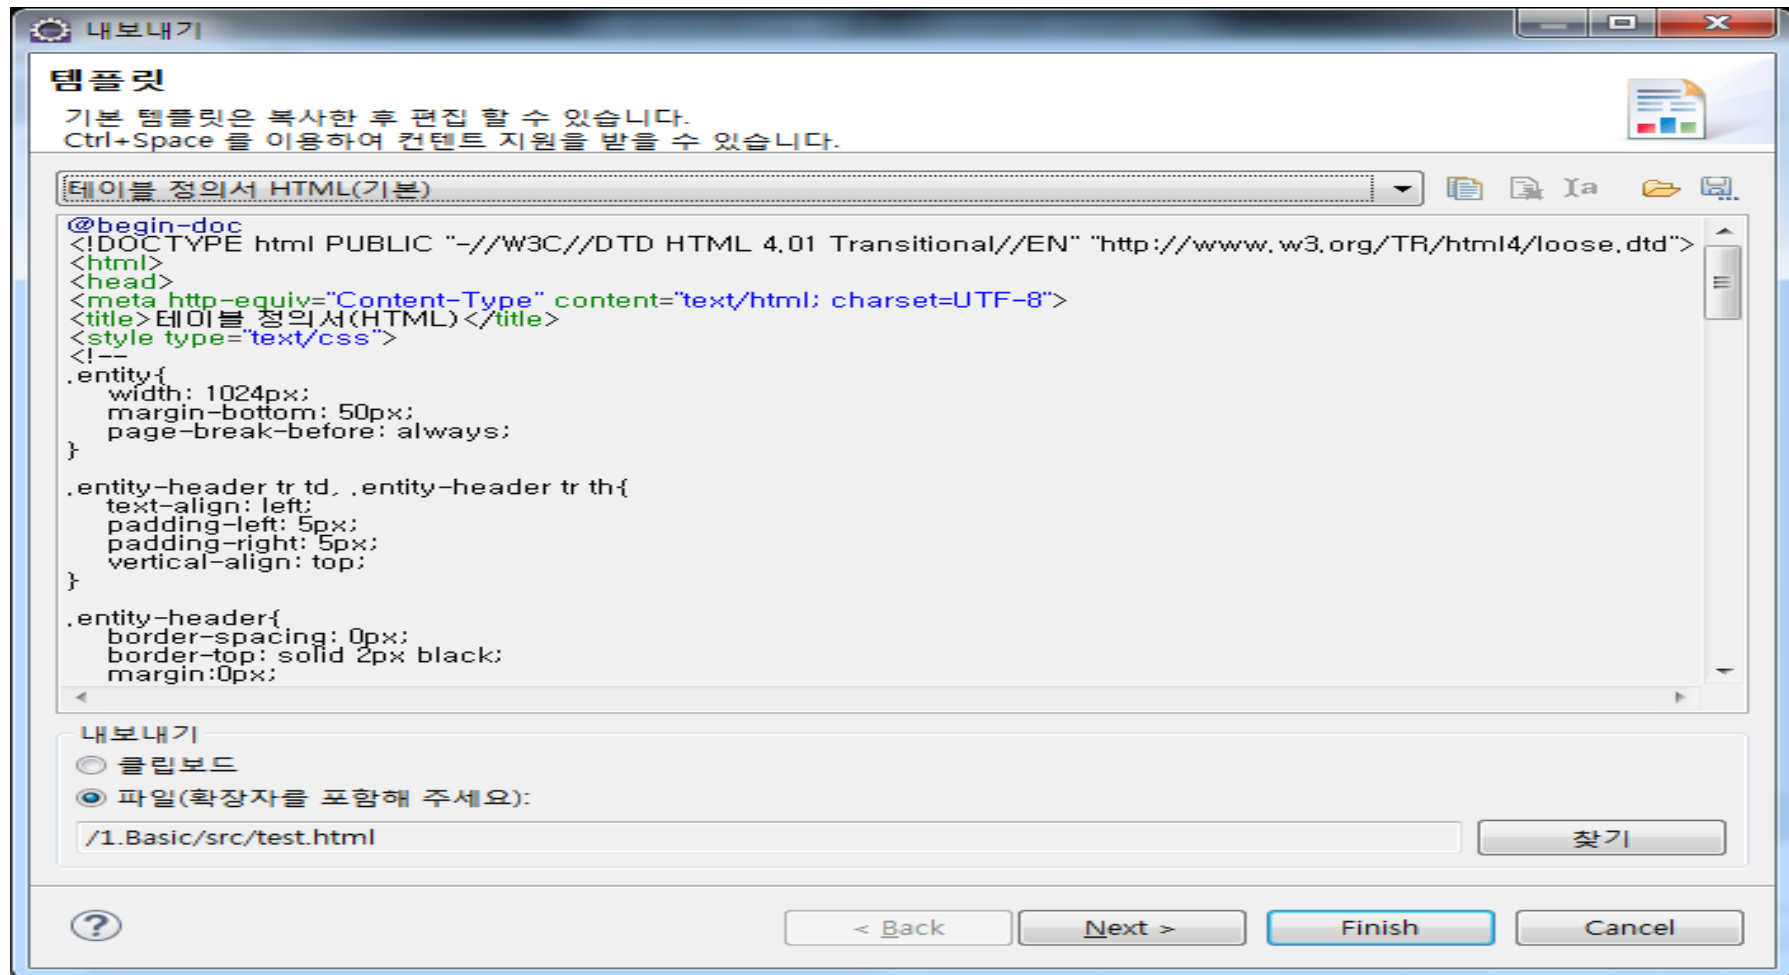 내보내기
템플릿
기본 템플릿은 복사한 후 편집 할 수 있습니다.
Ctrl+Space 를 이용하여 컨텐트 지원을 받을 수 있습니다.
테이블 정의서 HTML(기본)
@begin-doc
<!DOCTYPE html PUBLIC "-//W3C//DTD HTML 4.01 Transitional//EN" "http://www.w3.org/TR/html4/loose.dtd">
<html>
<head>
<meta http-equiv="Content-Type" content="text/html; charset=UTF-8">
<title>테이블 정의서(HTML)</title>
<style type="text/css">
<!--
.entity{
width: 1024px;
margin-bottom: 50px;
page-break-before: always;
}
.entity-header tr td, .entity-header tr th{
text-align: left;
padding-left: 5px;
padding-right: 5px;
vertical-align: top;
}
.entity-header{
border-spacing: 0px;
border-top: solid 2px black;
margin:0px;
내보내기
클립보드
파일(확장자를 포함해 주세요):
/1.Basic/src/test.html
찾기
< Back
Next >
Finish
Cancel